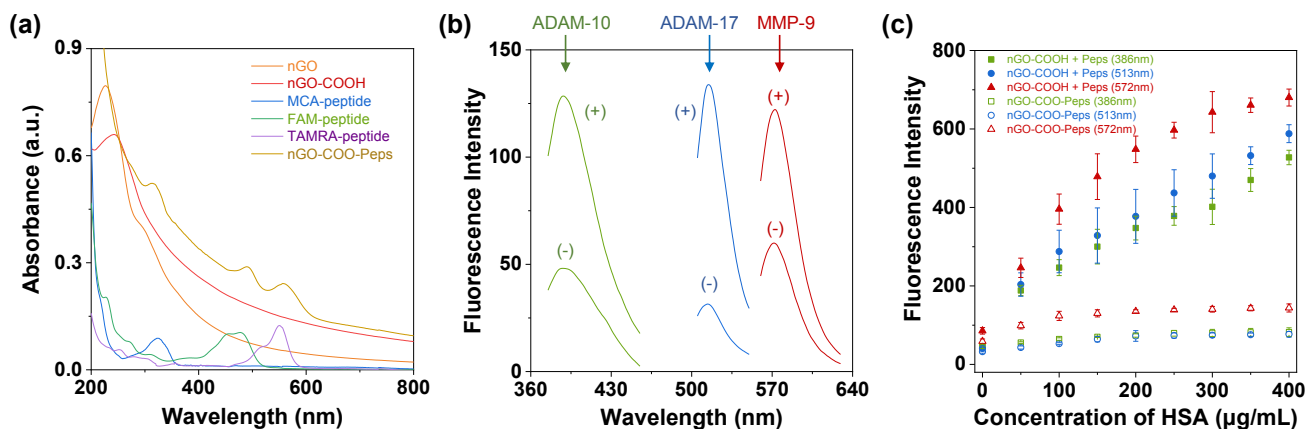 (a)
0.9
0.6
0.3
0.0
Absorbance (a.u.)
200
400
600
800
Wavelength (nm)
nGO
nGO-COOH
MCA-peptide
FAM-peptide
TAMRA-peptide
nGO-COO-Peps
(b)
ADAM-10
ADAM-17
MMP-9
150
125
100
75
50
25
0
Fluorescence Intensity
(+)
(-)
(+)
(-)
(+)
(-)
360
430
500
570
640
Wavelength (nm)
(c)
800
600
400
200
0
Fluorescence Intensity
nGO-COOH + Peps (386nm)
nGO-COOH + Peps (513nm)
nGO-COOH + Peps (572nm)
nGO-COO-Peps (386nm)
nGO-COO-Peps (513nm)
nGO-COO-Peps (572nm)
0
100
200
300
400
Concentration of HSA (μg/mL)